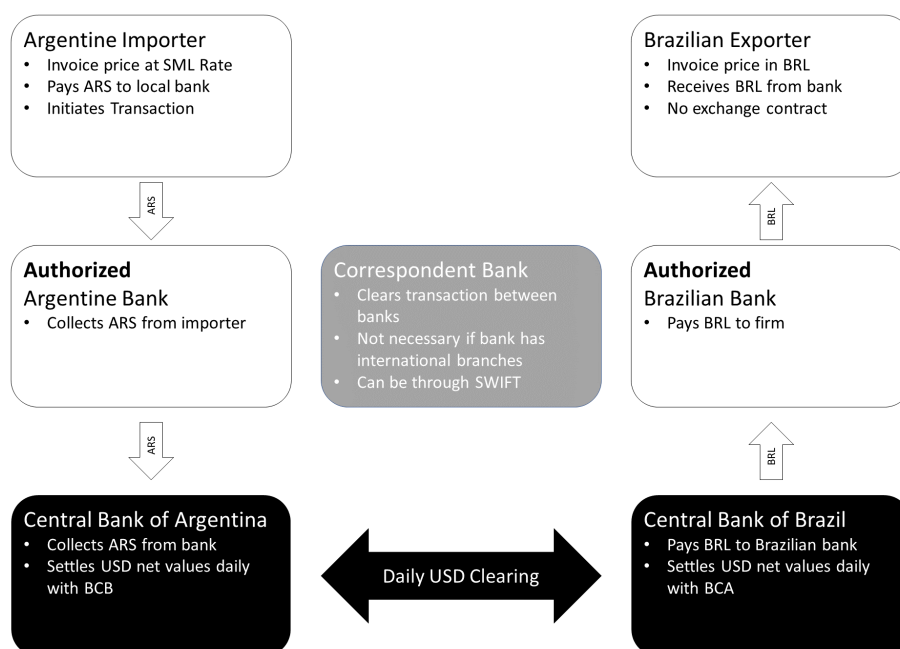 Argentine Importer
• Invoice price at SML Rate
• Pays ARS to local bank
• Initiates Transaction
Brazilian Exporter
• Invoice price in BRL
• Receives BRL from bank
• No exchange contract
ARS
BRL
Authorized
Argentine Bank
• Collects ARS from importer
Correspondent Bank
• Clears transaction between
banks
• Not necessary if bank has
international branches
• Can be through SWIFT
Authorized
Brazilian Bank
• Pays BRL to firm
ARS
BRL
Central Bank of Argentina
• Collects ARS from bank
• Settles USD net values daily
with BCB
Daily USD Clearing
Central Bank of Brazil
• Pays BRL to Brazilian bank
• Settles USD net values daily
with BCA